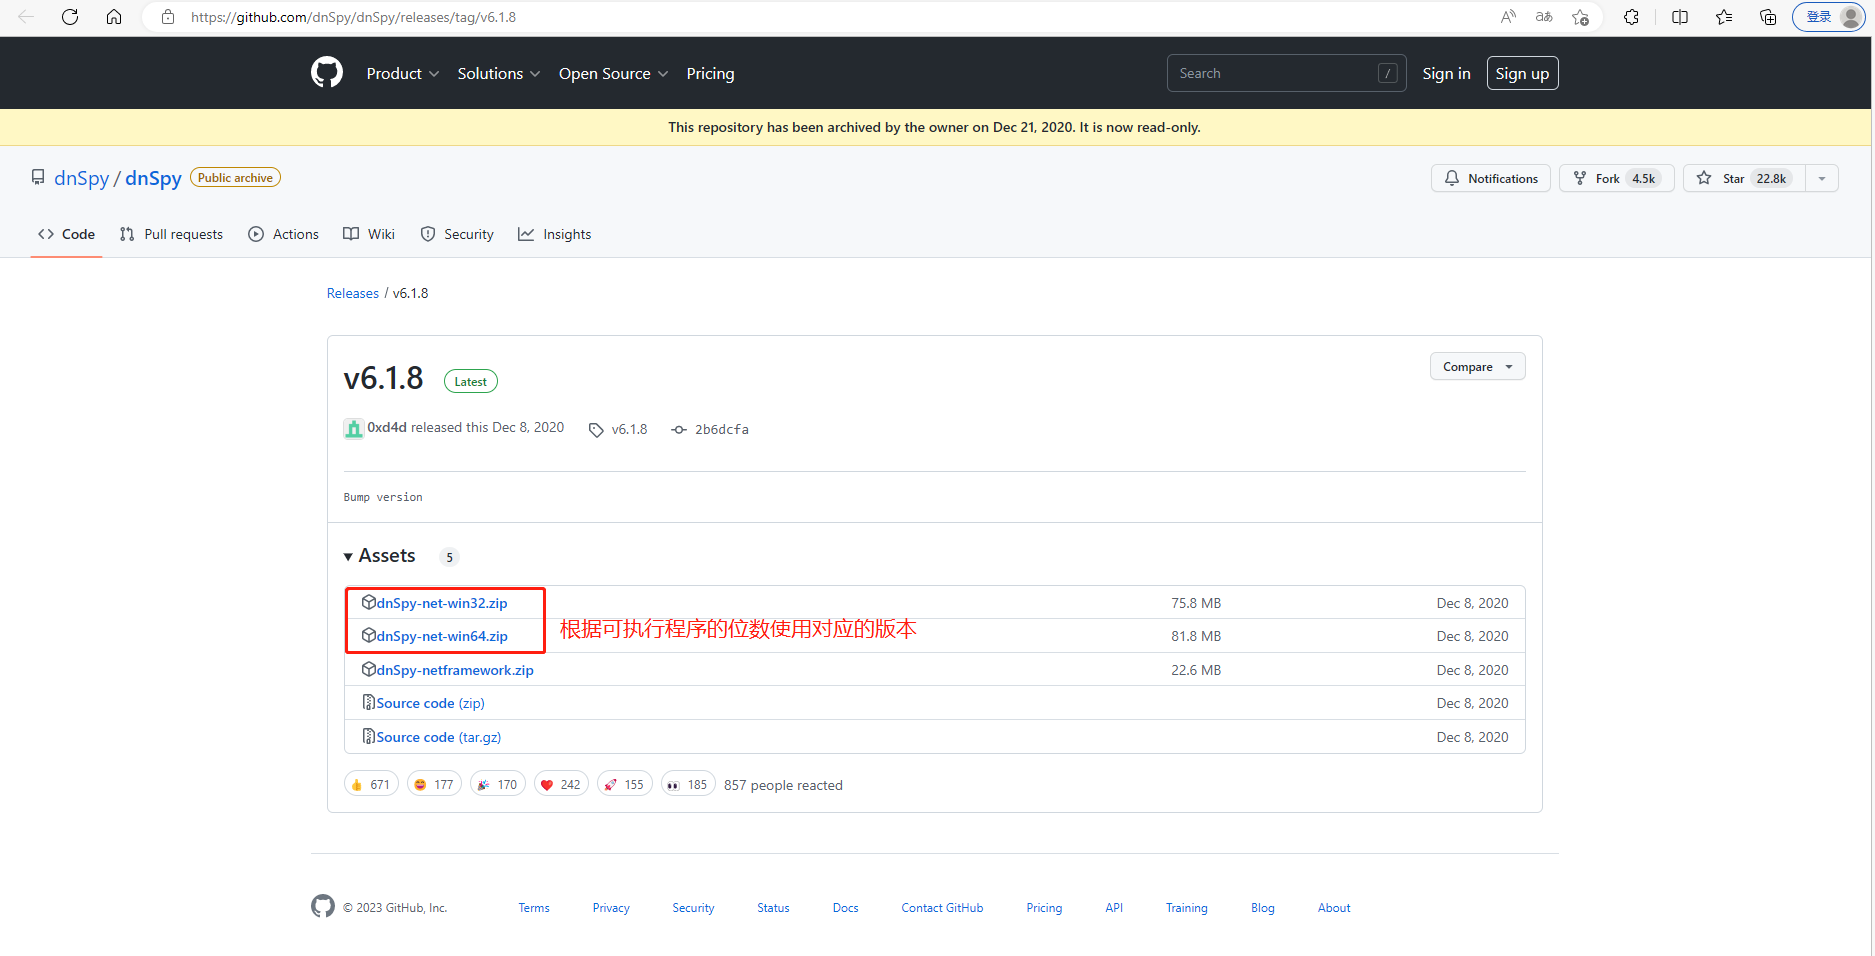 https://github.com/dnSpy/dnSpy/releases/tag/v6.1.8 登录
Product Solutions Open Source Pricing Search / Sign in Sign up
This repository has been archived by the owner on Dec 21, 2020. It is now read-only.
dnSpy / dnSpy Public archive Notifications Fork 4.5k Star 22.8k
Code Pull requests Actions Wiki Security Insights
Releases / v6.1.8
v6.1.8 Latest Compare
0xd4d released this Dec 8, 2020 v6.1.8 2b6dcfa
Bump version
Assets 5
dnSpy-net-win32.zip 75.8 MB Dec 8, 2020
根据可执行程序的位数使用对应的版本
dnSpy-net-win64.zip 81.8 MB Dec 8, 2020
dnSpy-netframework.zip 22.6 MB Dec 8, 2020
Source code (zip) Dec 8, 2020
Source code (tar.gz) Dec 8, 2020
671 177 170 242 155 185 857 people reacted
© 2023 GitHub, Inc. Terms Privacy Security Status Docs Contact GitHub Pricing API Training Blog About